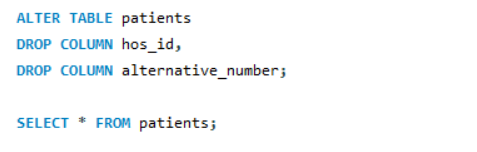 ALTER TABLE patients
DROP COLUMN hos_id,
DROP COLUMN alternative_number;
SELECT * FROM patients;